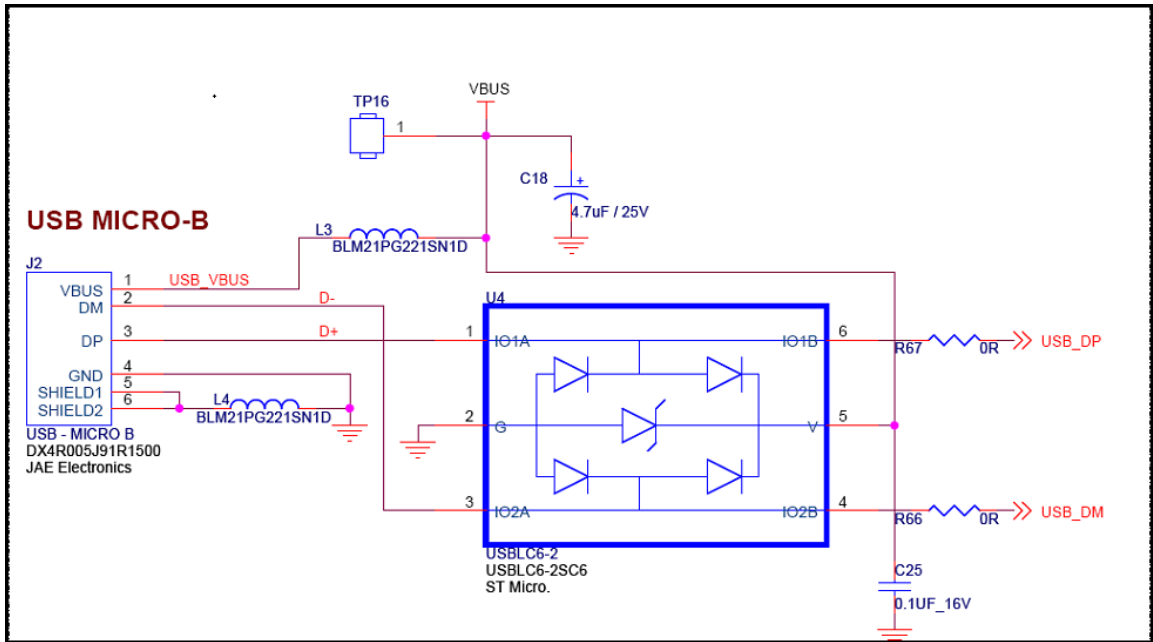 VBUS
TP16
1
C18
+
4.7uF / 25V
USB MICRO-B
L3
BLM21PG221SN1D
J2
VBUS
1
USB_VBUS
DM
2
D-
U4
DP
3
D+
1
IO1A
IO1B
6
R67
0R
USB_DP
GND
4
SHIELD1
5
SHIELD2
6
L4
BLM21PG221SN1D
2
G
V
5
USB - MICRO B
DX4R005J91R1500
JAE Electronics
3
IO2A
IO2B
4
R66
0R
USB_DM
USBLC6-2
USBLC6-2SC6
ST Micro.
C25
0.1UF_16V